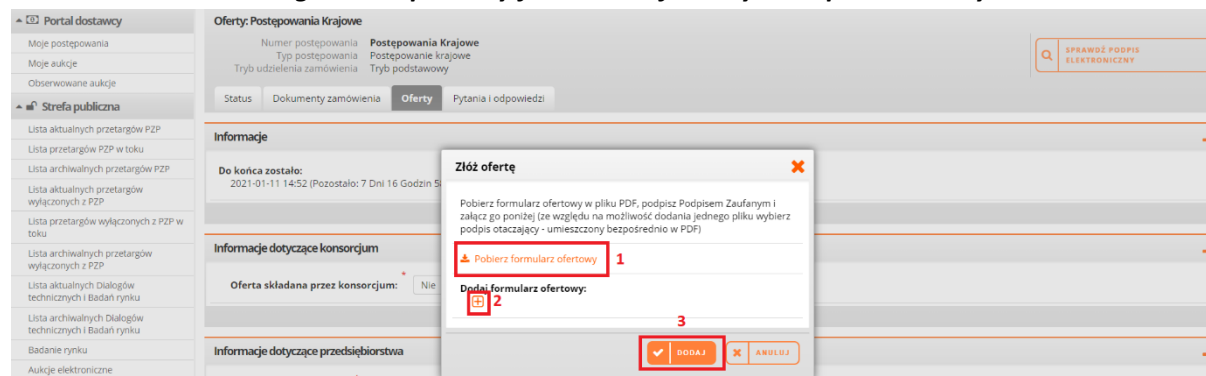 Portal dostawcy
Moje postępowania
Moje aukcje
Obserwowane aukcje
Strefa publiczna
Lista aktualnych przetargów PZP
Lista przetargów PZP w toku
Lista archiwalnych przetargów PZP
Lista aktualnych przetargów
wyłączonych z PZP
Lista przetargów wyłączonych z PZP w
toku
Lista archiwalnych przetargów
wyłączonych z PZP
Lista aktualnych Dialogów
technicznych i Badań rynku
Lista archiwalnych Dialogów
technicznych i Badań rynku
Badanie rynku
Aukcje elektroniczne
Oferty: Postępowania Krajowe
Numer postępowania Postępowania Krajowe
Typ postępowania Postępowanie krajowe
Tryb udzielenia zamówienia Tryb podstawowy
SPRAWDŹ PODPIS
ELEKTRONICZNY
Status Dokumenty zamówienia Oferty Pytania i odpowiedzi
Informacje
Do końca zostało:
2021-01-11 14:52 (Pozostało: 7 Dni 16 Godzin 5
Informacje dotyczące konsorcjum
* Oferta składana przez konsorcjum: Nie
Informacje dotyczące przedsiębiorstwa
Złóż ofertę
Pobierz formularz ofertowy w pliku PDF, podpisz Podpisem Zaufanym i
załącz go poniżej (ze względu na możliwość dodania jednego pliku wybierz
podpis otaczający - umieszczony bezpośrednio w PDF)
Pobierz formularz ofertowy 1
Dodaj formularz ofertowy:
2
3
DODAJ ANULUJ